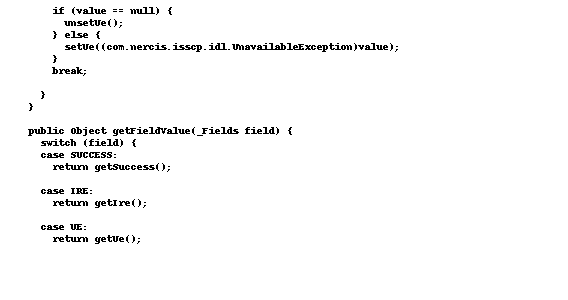 if (value == null) {
unsetUe();
} else {
setUe((com.nercis.isscp.idl.UnavailableException)value);
}
break;
}
}
public Object getFieldValue(_Fields field) {
switch (field) {
case SUCCESS:
return getSuccess();
case IRE:
return getIre();
case UE:
return getUe();